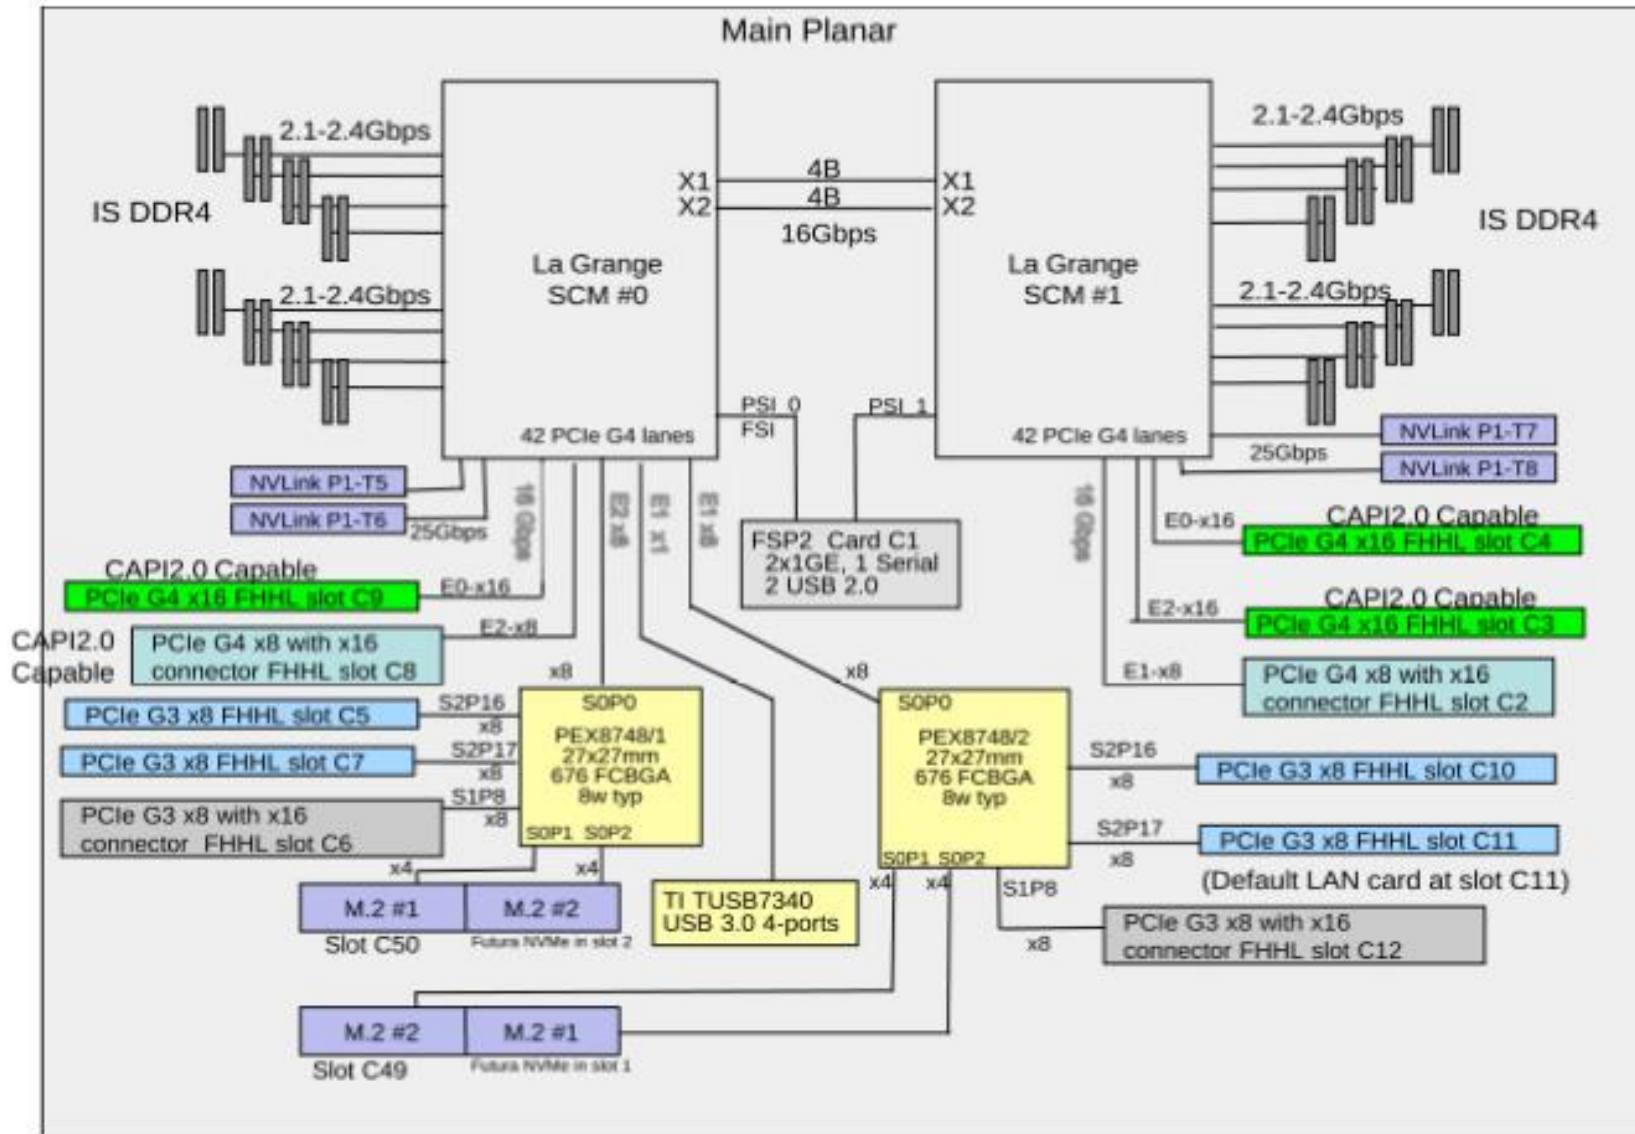 Main Planar
2.1-2.4Gbps
IS DDR4
2.1-2.4Gbps
X1
X2
4B
4B
16Gbps
X1
X2
La Grange
SCM #0
La Grange
SCM #1
2.1-2.4Gbps
IS DDR4
2.1-2.4Gbps
PSI_0
FSI
PSI_1
42 PCIe G4 lanes
42 PCIe G4 lanes
NVLink P1-T5
NVLink P1-T6
25Gbps
16 Gbps
E2 x8
E1 x1
E1 x8
NVLink P1-T7
25Gbps
NVLink P1-T8
16 Gbps
FSP2 Card C1
2x1GE, 1 Serial
2 USB 2.0
CAPI2.0 Capable
PCIe G4 x16 FHHL slot C9
E0-x16
CAPI2.0
Capable
PCIe G4 x8 with x16
connector FHHL slot C8
E2-x8
E0-x16
CAPI2.0 Capable
PCIe G4 x16 FHHL slot C4
E2-x16
CAPI2.0 Capable
PCIe G4 x16 FHHL slot C3
E1-x8
PCIe G4 x8 with x16
connector FHHL slot C2
PCIe G3 x8 FHHL slot C5
S2P16
x8
PCIe G3 x8 FHHL slot C7
S2P17
x8
PCIe G3 x8 with x16
connector FHHL slot C6
S1P8
x8
x8
S0P0
PEX8748/1
27x27mm
676 FCBGA
8w typ
S0P1 S0P2
x4
x4
M.2 #1
M.2 #2
Slot C50
Futura NVMe in slot 2
TI TUSB7340
USB 3.0 4-ports
x8
S0P0
PEX8748/2
27x27mm
676 FCBGA
8w typ
S0P1 S0P2
x4
x4
S1P8
x8
S2P16
x8
PCIe G3 x8 FHHL slot C10
S2P17
x8
PCIe G3 x8 FHHL slot C11
(Default LAN card at slot C11)
PCIe G3 x8 with x16
connector FHHL slot C12
M.2 #2
M.2 #1
Slot C49
Futura NVMe in slot 1